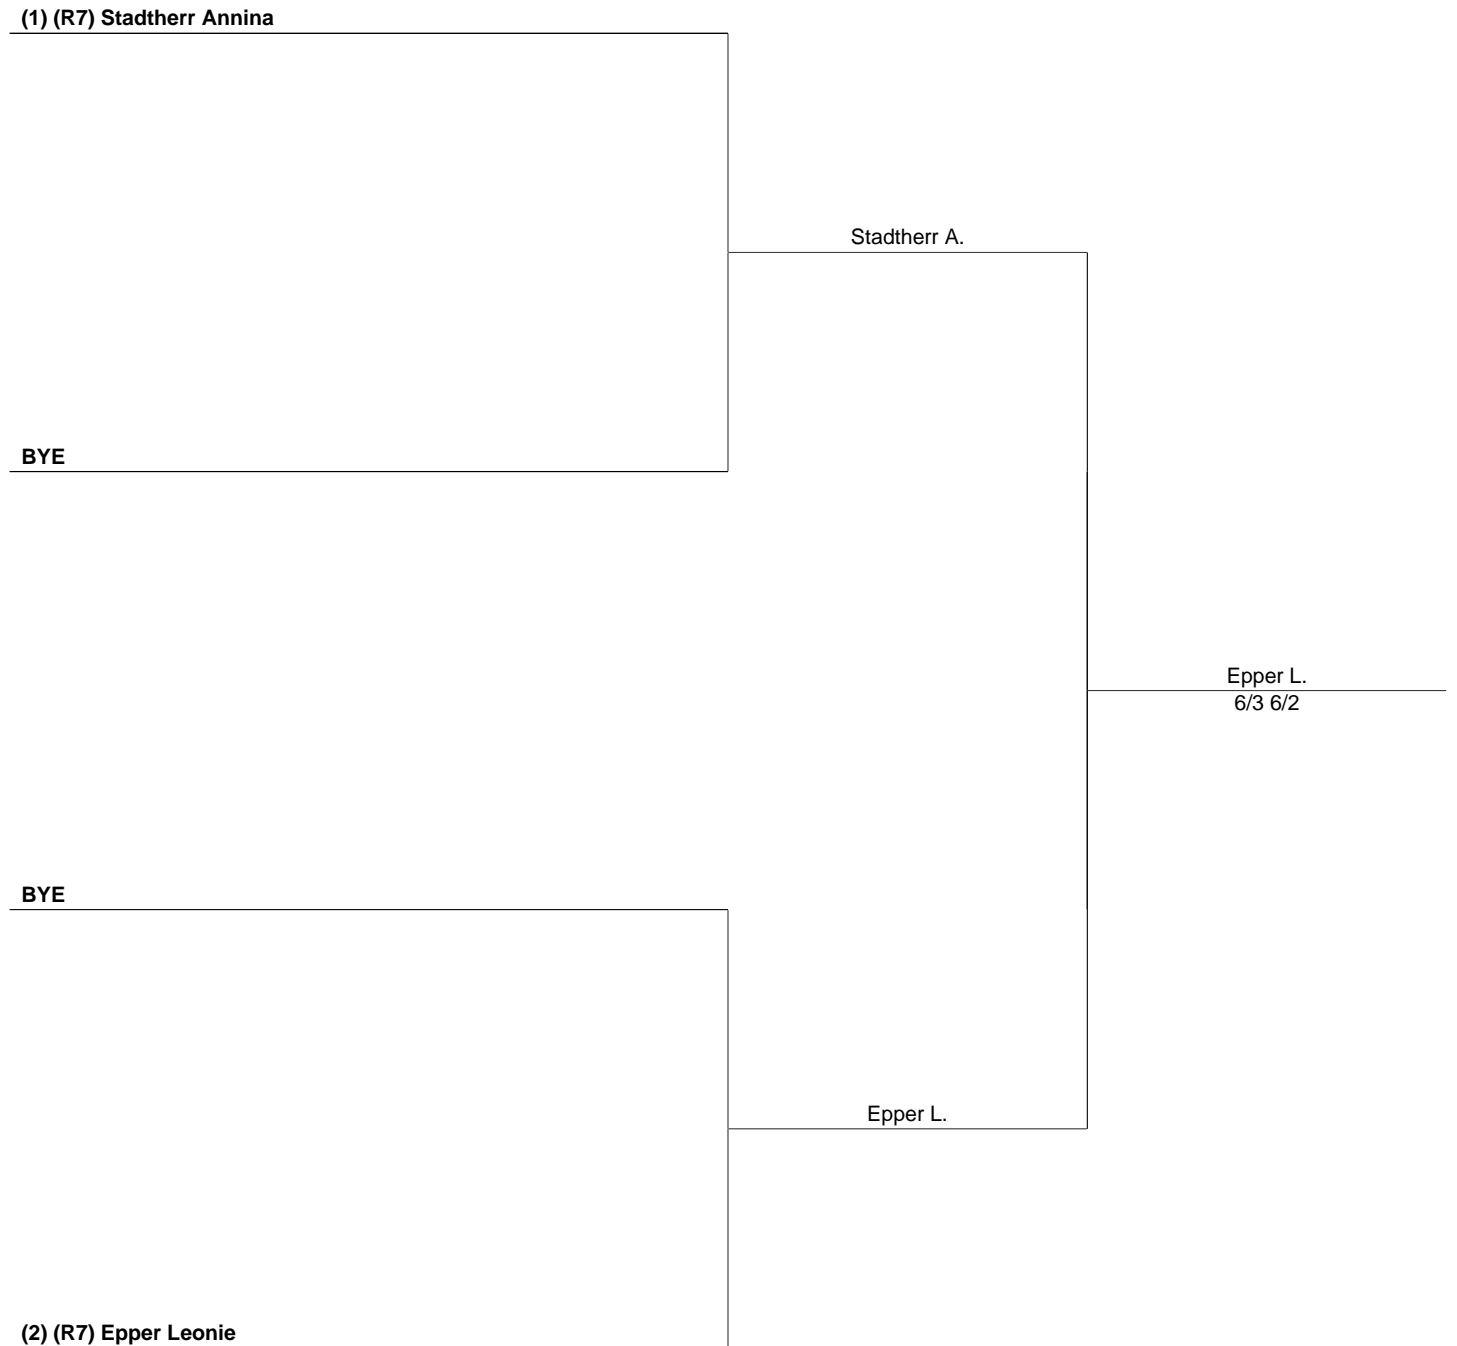 (1) (R7) Stadtherr Annina
Stadtherr A.
BYE
Epper L.
6/3 6/2
BYE
Epper L.
(2) (R7) Epper Leonie